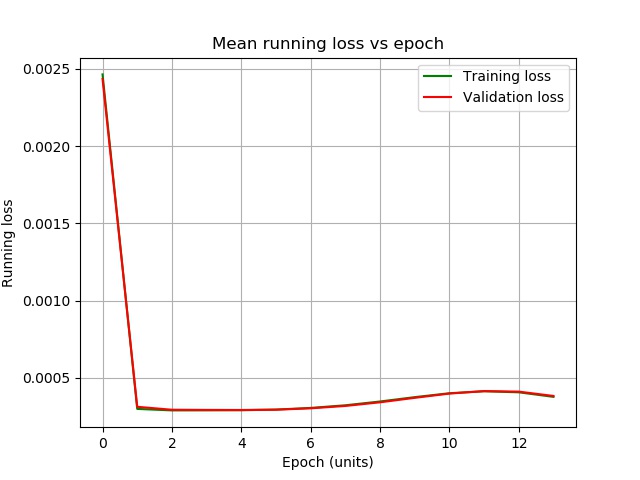 Mean running loss vs epoch
Training loss
Validation loss
0.0025
0.0020
0.0015
0.0010
0.0005
Running loss
0 2 4 6 8 10 12
Epoch (units)